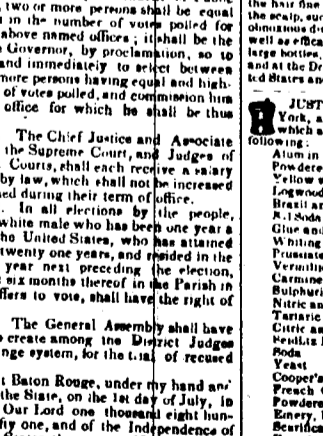 two or more persons shall be equal
in the number of votes polled for
above named offices ; it shall be the
Governor, by proclamation, so to
and immediately to select between
more persons having equal and high-
of votes polled, and commission him
office for which he shall be thus
The Chief Justice and Associate
the Supreme Court, and Judges of
Courts, shall each receive a salary
by law, which shall not be increased
ed during their term of office.
In all elections by the people,
white male who has been one year a
the United States, who has attained
twenty one years, and resided in the
year next preceding the election,
six months thereof in the Parish in
offers to vote, shall have the right of
The General Assembly shall have
o create among the District Judges
nge system, for the trial of recused
t Baton Rouge, under my hand and
the State, on the 1st day of July, in
Our Lord one thousand eight hun-
fty one, and of the Independence of
the hair fine
the scalp, suc
well as effica
large bottles,
and at the De
ted States an
JUST
York, a
which a
following:
Alum in
Powdere
Yellow
Logwood
Brazil a
Sal Soda
Glue and
Whiting
Prussiate
Vermilli
Carmine
Sulphuri
Nitric an
Tartaric
Citric a
Seidlitz
Soda
Yeast
Cooper's
French
Powdere
Emery,
Scarifica